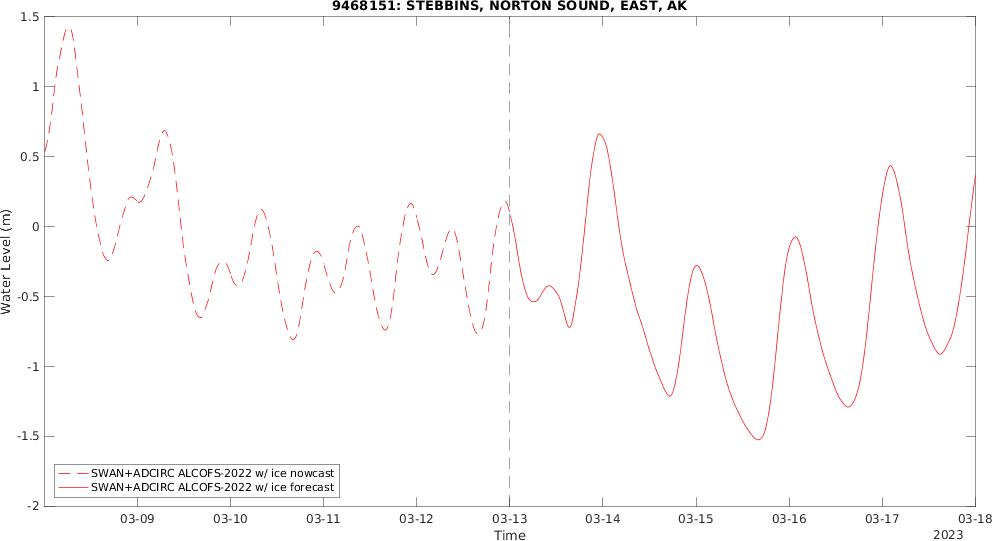 9468151: STEBBINS, NORTON SOUND, EAST, AK
1.5
1
0.5
0
-0.5
-1
-1.5
-2
Water Level (m)
SWAN+ADCIRC ALCOFS-2022 w/ ice nowcast
SWAN+ADCIRC ALCOFS-2022 w/ ice forecast
03-09 03-10 03-11 03-12 03-13 03-14 03-15 03-16 03-17 03-18
Time
2023